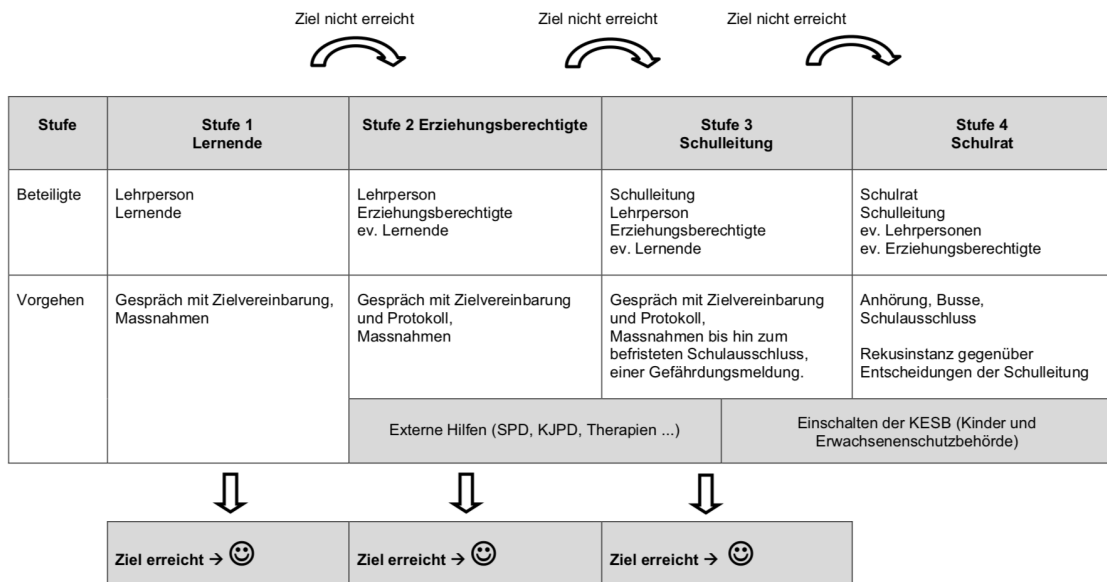 Ziel nicht erreicht
Ziel nicht erreicht
Ziel nicht erreicht
Stufe
Stufe 1
Lernende
Stufe 2 Erziehungsberechtigte
Stufe 3
Schulleitung
Stufe 4
Schulrat
Beteiligte
Lehrperson
Lernende
Lehrperson
Erziehungsberechtigte
ev. Lernende
Schulleitung
Lehrperson
Erziehungsberechtigte
ev. Lernende
Schulrat
Schulleitung
ev. Lehrpersonen
ev. Erziehungsberechtigte
Vorgehen
Gespräch mit Zielvereinbarung,
Massnahmen
Gespräch mit Zielvereinbarung
und Protokoll,
Massnahmen
Gespräch mit Zielvereinbarung
und Protokoll,
Massnahmen bis hin zum
befristeten Schulausschluss,
einer Gefährdungsmeldung.
Anhörung, Busse,
Schulausschluss
Rekusinstanz gegenüber
Entscheidungen der Schulleitung
Externe Hilfen (SPD, KJPD, Therapien ...)
Einschalten der KESB (Kinder und
Erwachsenenschutzbehörde)
Ziel erreicht → ☺
Ziel erreicht → ☺
Ziel erreicht → ☺